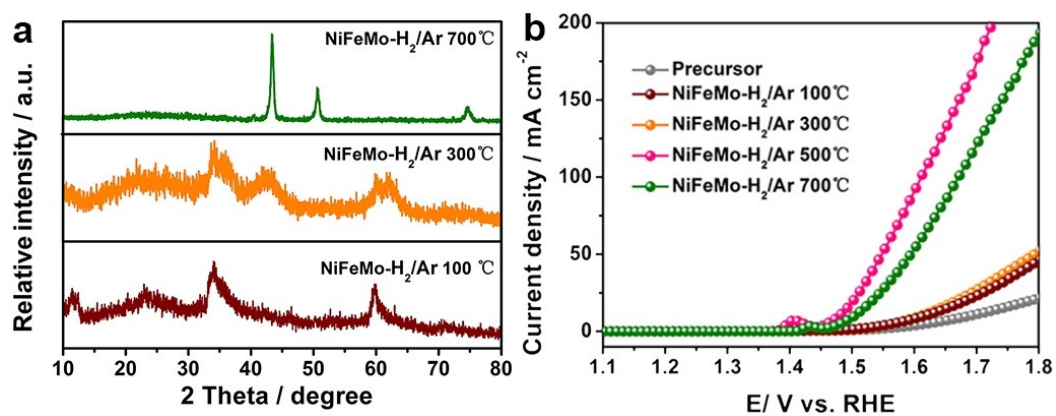 a
Relative intensity / a.u.
NiFeMo-H₂/Ar 700℃
NiFeMo-H₂/Ar 300℃
NiFeMo-H₂/Ar 100 ℃
10 20 30 40 50 60 70 80
2 Theta / degree
b
Current density / mA cm⁻²
200
150
100
50
0
Precursor
NiFeMo-H₂/Ar 100℃
NiFeMo-H₂/Ar 300℃
NiFeMo-H₂/Ar 500℃
NiFeMo-H₂/Ar 700℃
1.1 1.2 1.3 1.4 1.5 1.6 1.7 1.8
E/ V vs. RHE